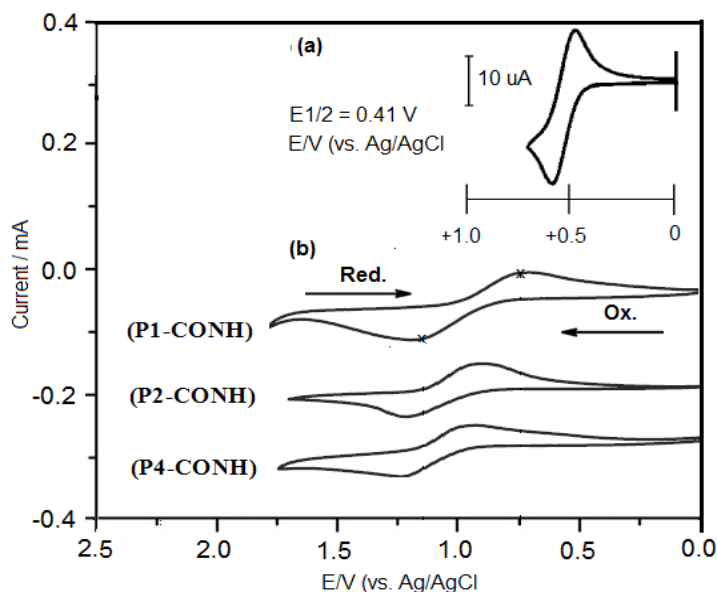 0.4
(a)
10 uA
E1/2 = 0.41 V
E/V (vs. Ag/AgCl
0.2
+1.0
+0.5
0
(b)
Current / mA
0.0
Red.
Ox.
(P1-CONH)
-0.2
(P2-CONH)
(P4-CONH)
-0.4
2.5
2.0
1.5
1.0
0.5
0.0
E/V (vs. Ag/AgCl